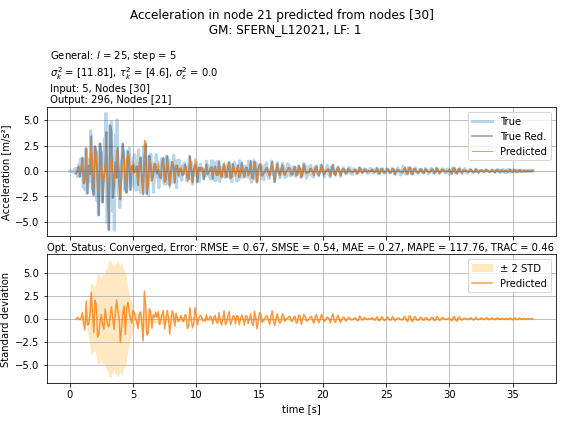 Acceleration in node 21 predicted from nodes [30]
GM: SFERN_L12021, LF: 1
General: l = 25, step = 5
σ²ₖ = [11.81], τ²ₖ = [4.6], σ²ε = 0.0
Input: 5, Nodes [30]
Output: 296, Nodes [21]
Acceleration [m/s²]
5.0
2.5
0.0
−2.5
−5.0
True
True Red.
Predicted
Opt. Status: Converged, Error: RMSE = 0.67, SMSE = 0.54, MAE = 0.27, MAPE = 117.76, TRAC = 0.46
Standard deviation
5.0
2.5
0.0
−2.5
−5.0
± 2 STD
Predicted
0 5 10 15 20 25 30 35
time [s]